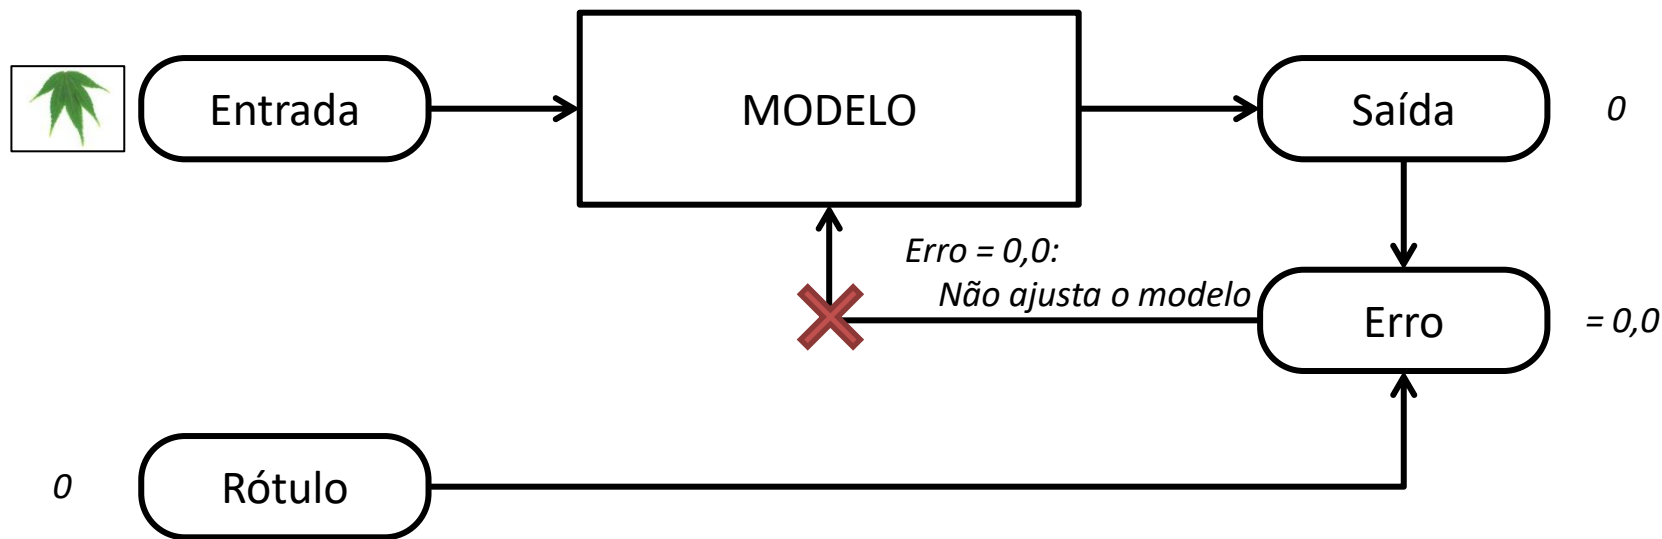 Entrada
MODELO
Saída
0
Erro = 0,0:
Não ajusta o modelo
Erro
= 0,0
0
Rótulo